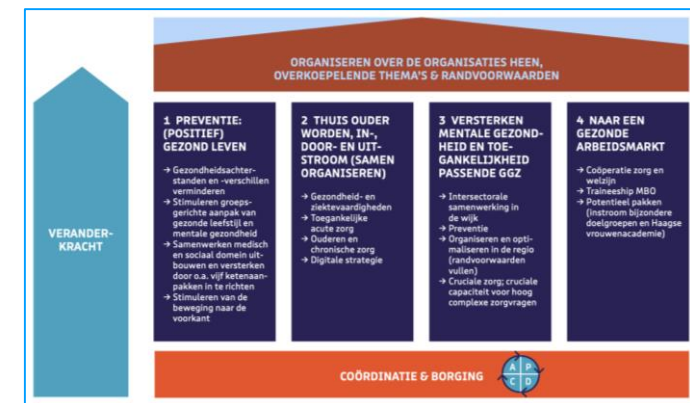 ORGANISEREN OVER DE ORGANISATIES HEEN,
OVERKOEPELENDE THEMA'S & RANDVOORWAARDEN
VERANDER-
KRACHT
1 PREVENTIE:
(POSITIEF)
GEZOND LEVEN
→ Gezondheidsachter-
standen en -verschillen
verminderen
→ Stimuleren groeps-
gerichte aanpak van
gezonde leefstijl en
mentale gezondheid
→ Samenwerken medisch
en sociaal domein uit-
bouwen en versterken
door o.a. vijf ketenaan-
pakken in te richten
→ Stimuleren van de
beweging naar de
voorkant
2 THUIS OUDER
WORDEN, IN-,
DOOR- EN UIT-
STROOM (SAMEN
ORGANISEREN)
→ Gezondheid- en
ziektevaardigheden
→ Toegankelijke
acute zorg
→ Ouderen en
chronische zorg
→ Digitale strategie
3 VERSTERKEN
MENTALE GEZOND-
HEID EN TOE-
GANKELIJKHEID
PASSENDE GGZ
→ Intersectorale
samenwerking in
de wijk
→ Preventie
→ Organiseren en opti-
maliseren in de regio
(randvoorwaarden
vullen)
→ Cruciale zorg; cruciale
capaciteit voor hoog
complexe zorgvragen
4 NAAR EEN
GEZONDE
ARBEIDSMARKT
→ Coöperatie zorg en
welzijn
→ Traineeship MBO
→ Potentieel pakken
(instroom bijzondere
doelgroepen en Haagse
vrouwenacademie)
COÖRDINATIE & BORGING
A P
C D